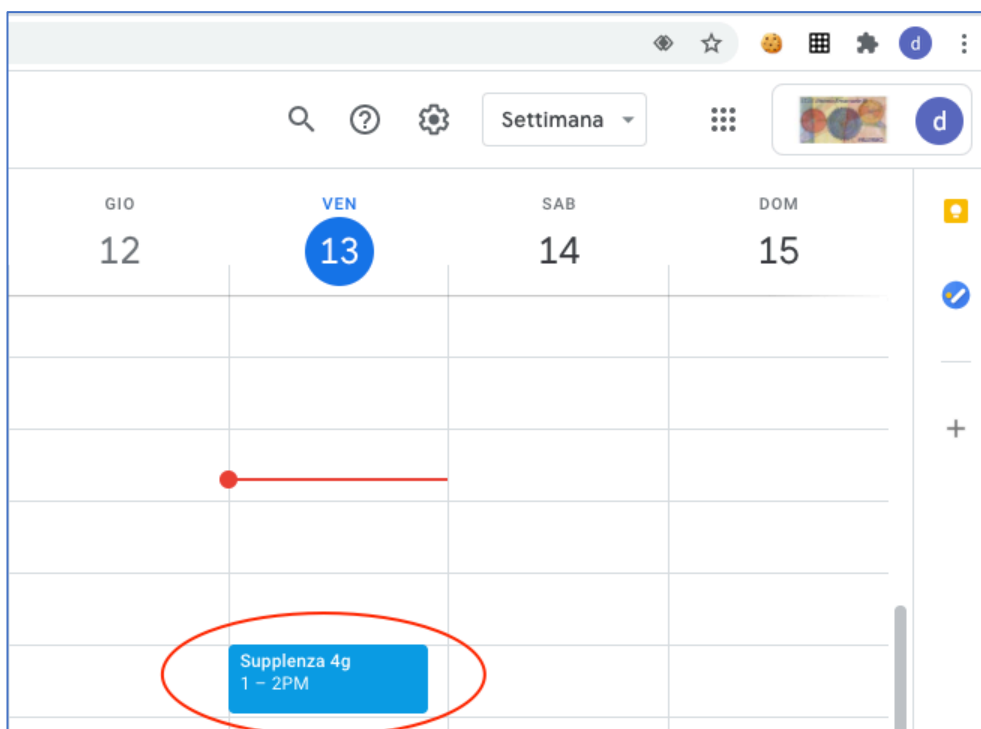 d
Settimana
d
GIO
VEN
SAB
DOM
12
13
14
15
Supplenza 4g
1 – 2PM